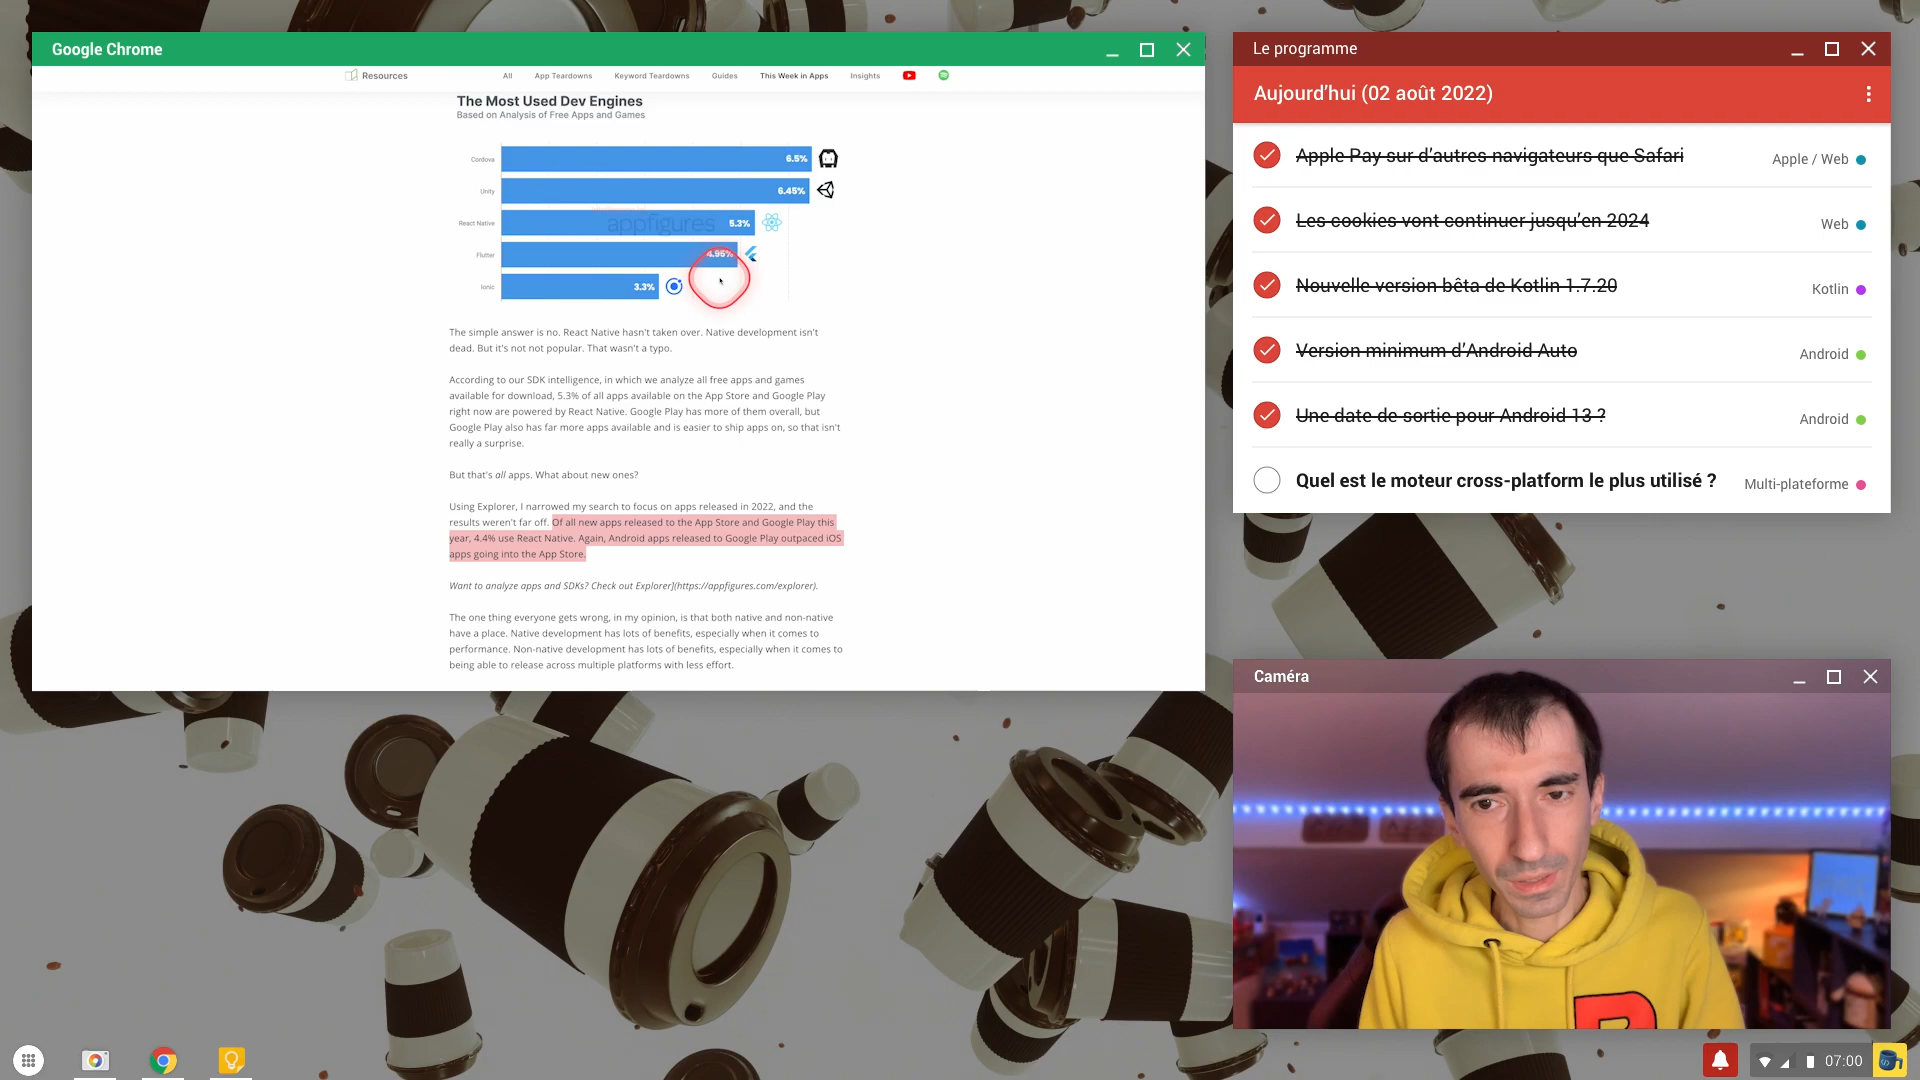 Google Chrome
Resources
All
App Teardowns
Keyword Teardowns
Guides
This Week in Apps
Insights
The Most Used Dev Engines
Based on Analysis of Free Apps and Games
Cordova
6.5%
Unity
6.45%
React Native
appfigures
5.3%
Flutter
4.95%
Ionic
3.3%
The simple answer is no. React Native hasn't taken over. Native development isn't
dead. But it's not not popular. That wasn't a typo.
According to our SDK intelligence, in which we analyze all free apps and games
available for download, 5.3% of all apps available on the App Store and Google Play
right now are powered by React Native. Google Play has more of them overall, but
Google Play also has far more apps available and is easier to ship apps on, so that isn't
really a surprise.
But that's all apps. What about new ones?
Using Explorer, I narrowed my search to focus on apps released in 2022, and the
results weren't far off. Of all new apps released to the App Store and Google Play this
year, 4.4% use React Native. Again, Android apps released to Google Play outpaced iOS
apps going into the App Store.
Want to analyze apps and SDKs? Check out Explorer](https://appfigures.com/explorer).
The one thing everyone gets wrong, in my opinion, is that both native and non-native
have a place. Native development has lots of benefits, especially when it comes to
performance. Non-native development has lots of benefits, especially when it comes to
being able to release across multiple platforms with less effort.
Le programme
Aujourd'hui (02 août 2022)
Apple Pay sur d'autres navigateurs que Safari
Apple / Web
Les cookies vont continuer jusqu'en 2024
Web
Nouvelle version bêta de Kotlin 1.7.20
Kotlin
Version minimum d'Android Auto
Android
Une date de sortie pour Android 13 ?
Android
Quel est le moteur cross-platform le plus utilisé ?
Multi-plateforme
Caméra
07:00